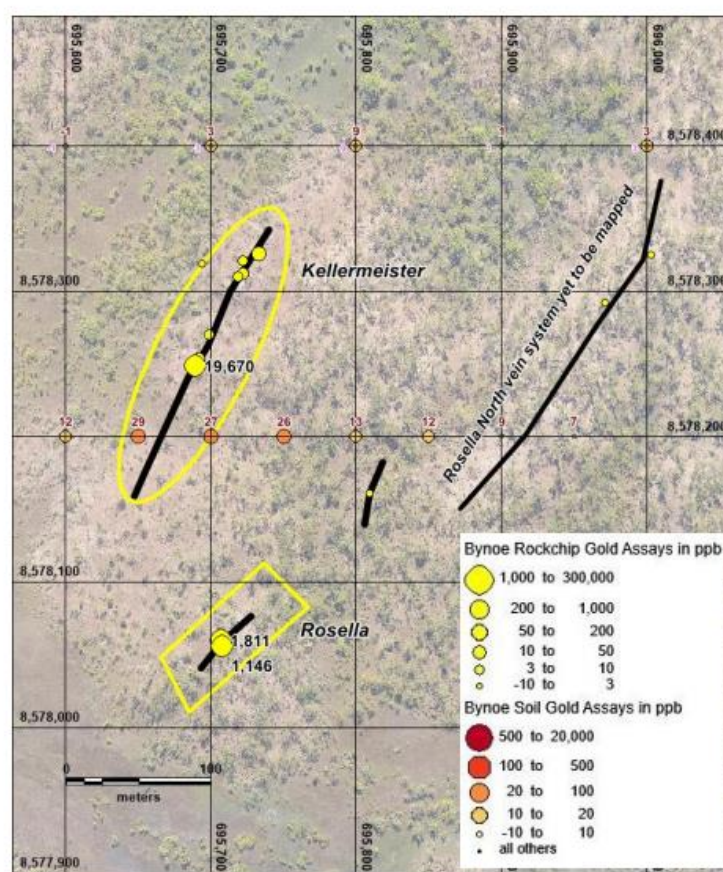 695,600
695,700
695,800
695,900
696,000
-1
3
9
9
3
8,578,400
Kellermeister
Rosella North vein system yet to be mapped
8,578,300
8,578,300
19,670
12
29
27
26
13
12
9
7
8,578,200
8,578,100
Rosella
1,811
1,146
8,578,000
0 100
meters
8,577,900
695,700
695,800
Bynoe Rockchip Gold Assays in ppb
1,000 to 300,000
200 to 1,000
50 to 200
10 to 50
3 to 10
-10 to 3
Bynoe Soil Gold Assays in ppb
500 to 20,000
100 to 500
20 to 100
10 to 20
-10 to 10
all others